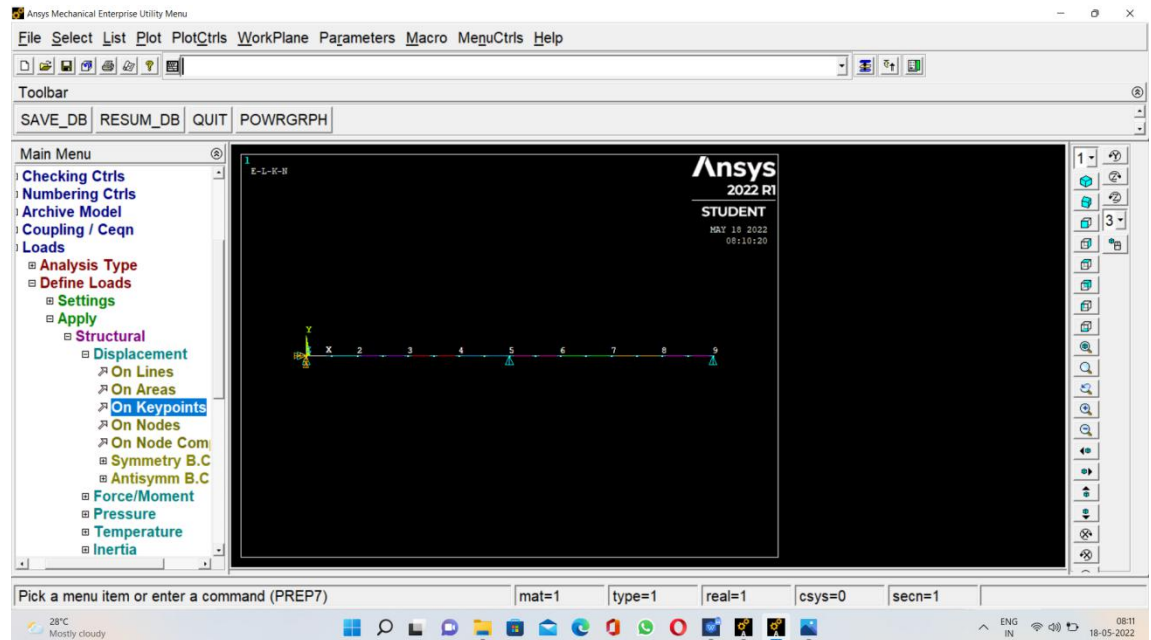 Ansys Mechanical Enterprise Utility Menu
File Select List Plot PlotCtrls WorkPlane Parameters Macro MenuCtrls Help
Toolbar
SAVE_DB RESUM_DB QUIT POWRGRPH
Main Menu
Checking Ctrls
Numbering Ctrls
Archive Model
Coupling / Ceqn
Loads
Analysis Type
Define Loads
Settings
Apply
Structural
Displacement
On Lines
On Areas
On Keypoints
On Nodes
On Node Com
Symmetry B.C
Antisymm B.C
Force/Moment
Pressure
Temperature
Inertia
1
E-L-K-N
Ansys
2022 R1
STUDENT
MAY 18 2022
08:10:20
Y
X 2 3 4 5 6 7 8 9
1
3
Pick a menu item or enter a command (PREP7) mat=1 type=1 real=1 csys=0 secn=1
28°C
Mostly cloudy
ENG
IN
08:11
18-05-2022